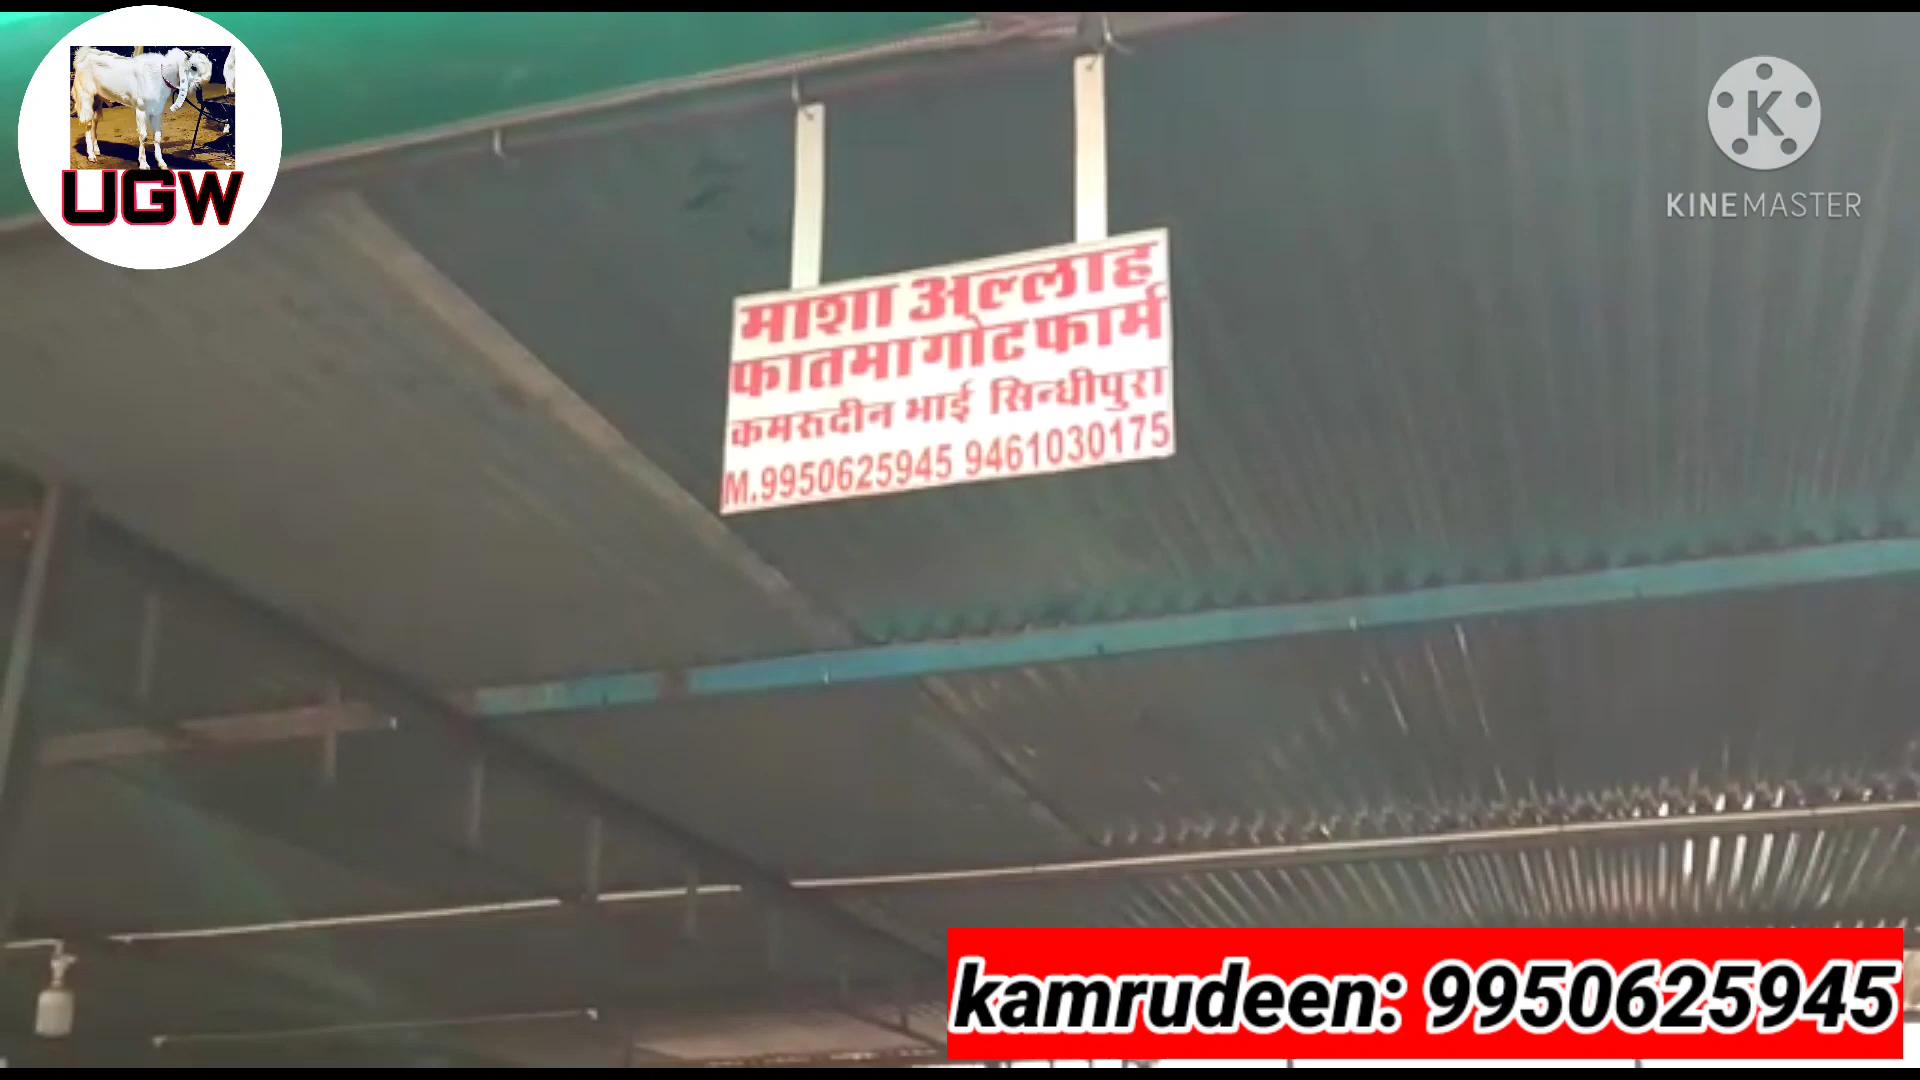 UGW
K
KINEMASTER
माशा अल्लाह
फातमा गोट फार्म
कमरूदीन भाई सिन्धीपुरा
M.9950625945 9461030175
kamrudeen: 9950625945